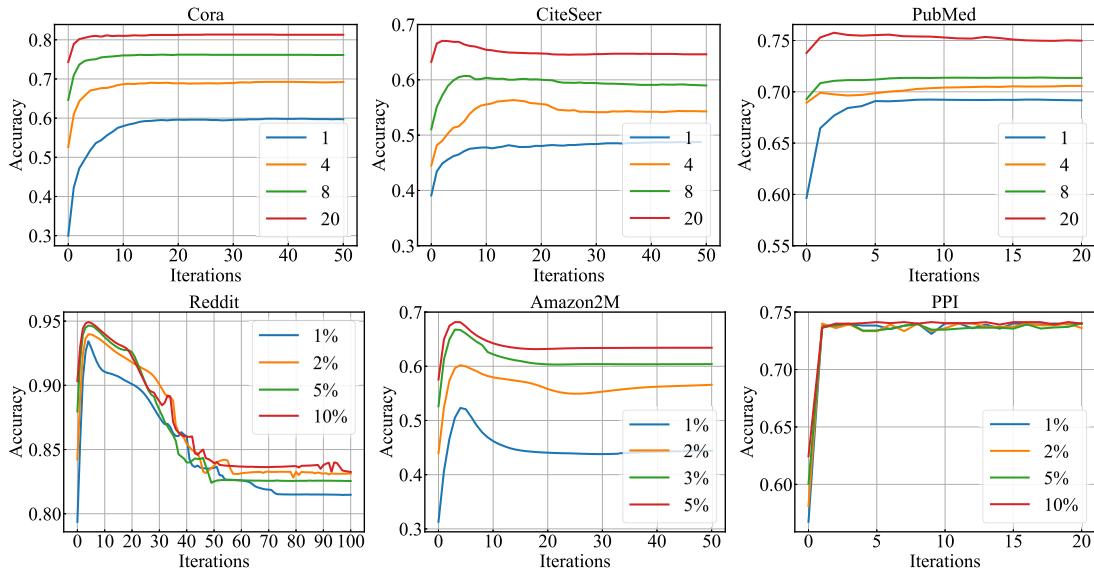 Cora
Accuracy
0.8
0.7
0.6
0.5
0.4
0.3
0 10 20 30 40 50
Iterations
1
4
8
20
CiteSeer
Accuracy
0.7
0.6
0.5
0.4
0.3
0 10 20 30 40 50
Iterations
1
4
8
20
PubMed
Accuracy
0.75
0.70
0.65
0.60
0.55
0 5 10 15 20
Iterations
1
4
8
20
Reddit
Accuracy
0.95
0.90
0.85
0.80
0 10 20 30 40 50 60 70 80 90 100
Iterations
1%
2%
5%
10%
Amazon2M
Accuracy
0.7
0.6
0.5
0.4
0.3
0 10 20 30 40 50
Iterations
1%
2%
3%
5%
PPI
Accuracy
0.75
0.70
0.65
0.60
0 5 10 15 20
Iterations
1%
2%
5%
10%